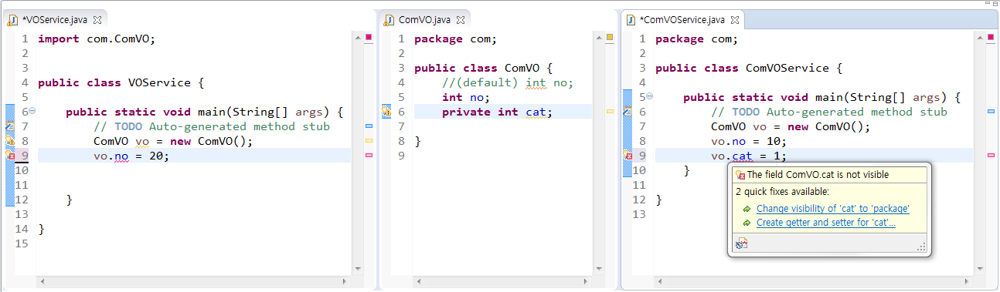 *VOService.java
1 import com.ComVO;
2
3
4 public class VOService {
5
6 public static void main(String[] args) {
7 // TODO Auto-generated method stub
8 ComVO vo = new ComVO();
9 vo.no = 20;
10
11
12 }
13
14 }
15
ComVO.java
1 package com;
2
3 public class ComVO {
4 //(default) int no;
5 int no;
6 private int cat;
7
8 }
9
*ComVOService.java
1 package com;
2
3 public class ComVOService {
4
5 public static void main(String[] args) {
6 // TODO Auto-generated method stub
7 ComVO vo = new ComVO();
8 vo.no = 10;
9 vo.cat = 1;
10 }
11
12 }
13
The field ComVO.cat is not visible
2 quick fixes available:
Change visibility of 'cat' to 'package'
Create getter and setter for 'cat'...